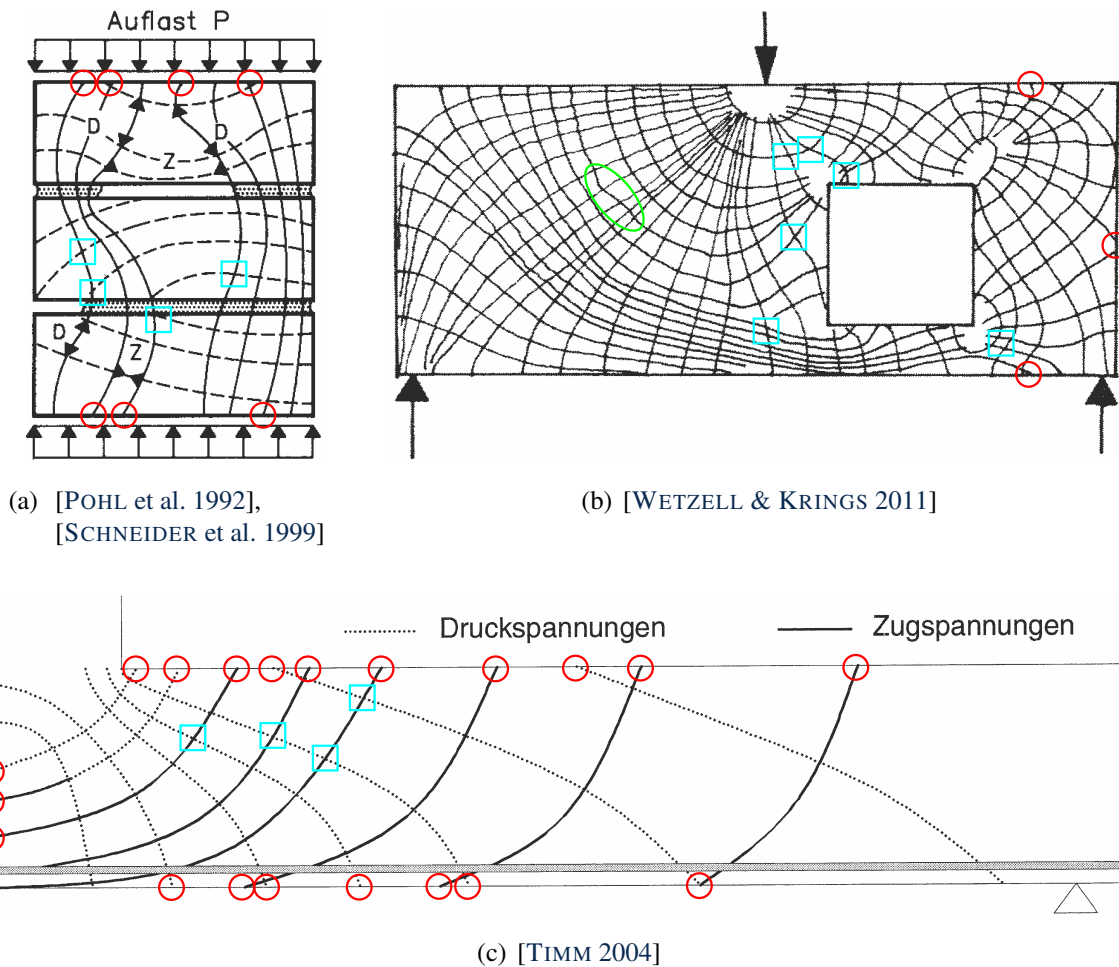 Auflast P
D
D
Z
D
Z
(a) [POHL et al. 1992],
[SCHNEIDER et al. 1999]
(b) [WETZELL & KRINGS 2011]
Druckspannungen
Zugspannungen
(c) [TIMM 2004]